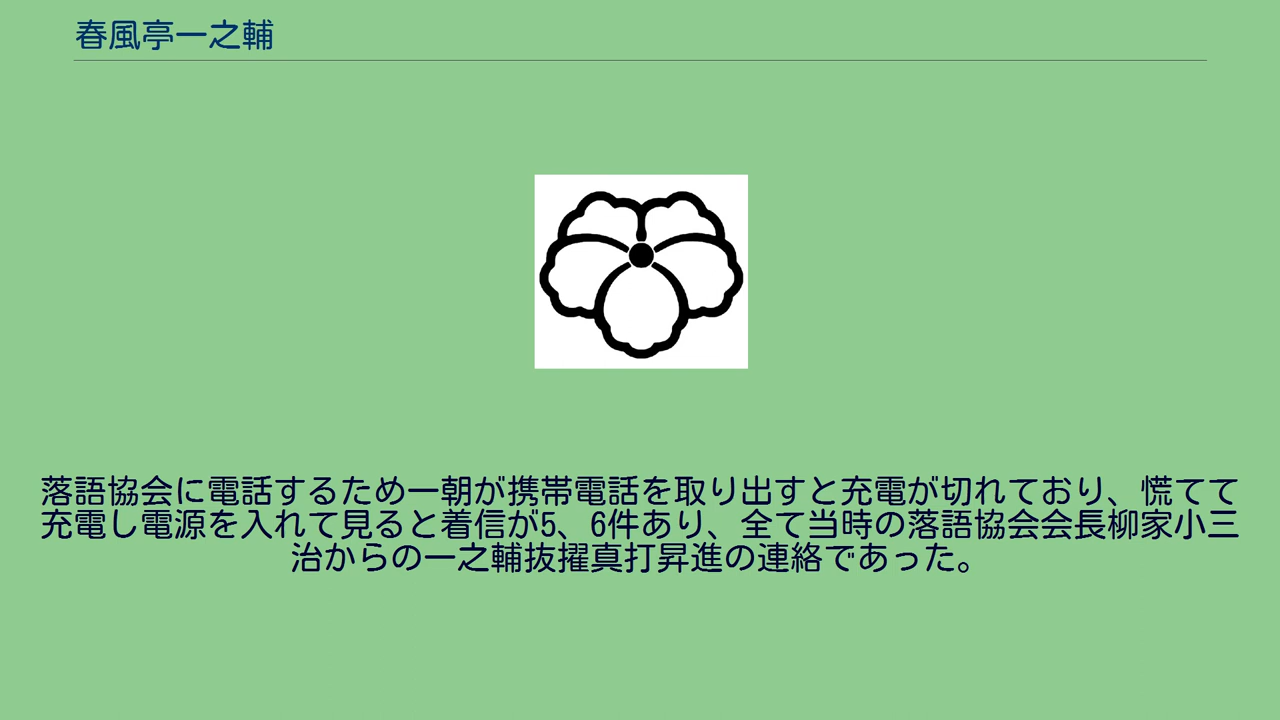 春風亭一之輔
落語協会に電話するため一朝が携帯電話を取り出すと充電が切れており、慌てて
充電し電源を入れて見ると着信が5、6件あり、全て当時の落語協会会長柳家小三
治からの一之輔抜擢真打昇進の連絡であった。